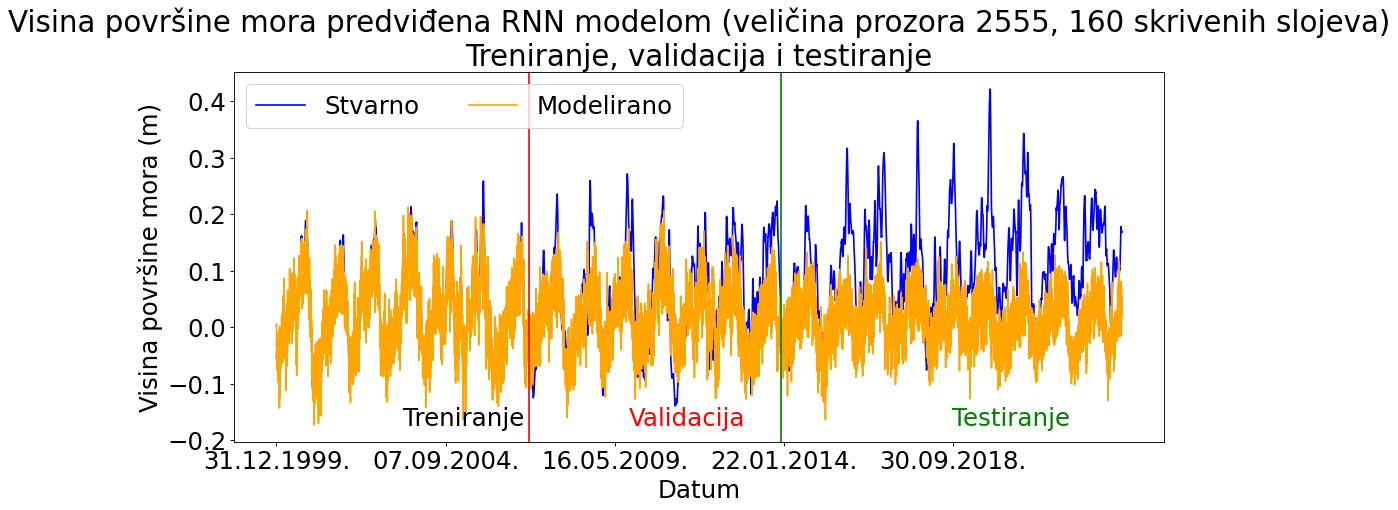 Visina površine mora predviđena RNN modelom (veličina prozora 2555, 160 skrivenih slojeva)
Treniranje, validacija i testiranje
Stvarno
Modelirano
Visina površine mora (m)
0.4
0.3
0.2
0.1
0.0
−0.1
−0.2
Treniranje
Validacija
Testiranje
31.12.1999.
07.09.2004.
16.05.2009.
22.01.2014.
30.09.2018.
Datum